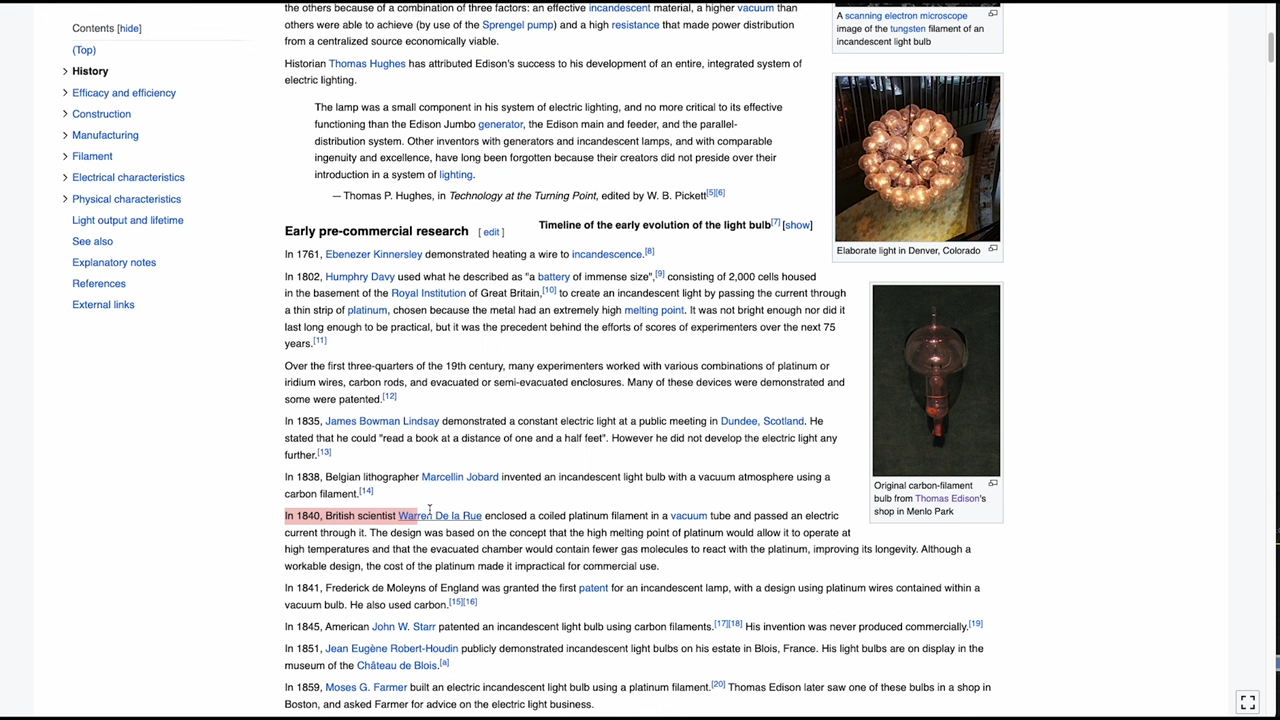 Contents [hide]
(Top)
History
Efficacy and efficiency
Construction
Manufacturing
Filament
Electrical characteristics
Physical characteristics
Light output and lifetime
See also
Explanatory notes
References
External links
the others because of a combination of three factors: an effective incandescent material, a higher vacuum than
others were able to achieve (by use of the Sprengel pump) and a high resistance that made power distribution
from a centralized source economically viable.
Historian Thomas Hughes has attributed Edison's success to his development of an entire, integrated system of
electric lighting.
The lamp was a small component in his system of electric lighting, and no more critical to its effective
functioning than the Edison Jumbo generator, the Edison main and feeder, and the parallel-
distribution system. Other inventors with generators and incandescent lamps, and with comparable
ingenuity and excellence, have long been forgotten because their creators did not preside over their
introduction in a system of lighting.
— Thomas P. Hughes, in Technology at the Turning Point, edited by W. B. Pickett[5][6]
Early pre-commercial research [ edit ]
Timeline of the early evolution of the light bulb[7] [show]
In 1761, Ebenezer Kinnersley demonstrated heating a wire to incandescence.[8]
In 1802, Humphry Davy used what he described as "a battery of immense size",[9] consisting of 2,000 cells housed
in the basement of the Royal Institution of Great Britain,[10] to create an incandescent light by passing the current through
a thin strip of platinum, chosen because the metal had an extremely high melting point. It was not bright enough nor did it
last long enough to be practical, but it was the precedent behind the efforts of scores of experimenters over the next 75
years.[11]
Over the first three-quarters of the 19th century, many experimenters worked with various combinations of platinum or
iridium wires, carbon rods, and evacuated or semi-evacuated enclosures. Many of these devices were demonstrated and
some were patented.[12]
In 1835, James Bowman Lindsay demonstrated a constant electric light at a public meeting in Dundee, Scotland. He
stated that he could "read a book at a distance of one and a half feet". However he did not develop the electric light any
further.[13]
In 1838, Belgian lithographer Marcellin Jobard invented an incandescent light bulb with a vacuum atmosphere using a
carbon filament.[14]
In 1840, British scientist Warren De la Rue enclosed a coiled platinum filament in a vacuum tube and passed an electric
current through it. The design was based on the concept that the high melting point of platinum would allow it to operate at
high temperatures and that the evacuated chamber would contain fewer gas molecules to react with the platinum, improving its longevity. Although a
workable design, the cost of the platinum made it impractical for commercial use.
In 1841, Frederick de Moleyns of England was granted the first patent for an incandescent lamp, with a design using platinum wires contained within a
vacuum bulb. He also used carbon.[15][16]
In 1845, American John W. Starr patented an incandescent light bulb using carbon filaments.[17][18] His invention was never produced commercially.[19]
In 1851, Jean Eugène Robert-Houdin publicly demonstrated incandescent light bulbs on his estate in Blois, France. His light bulbs are on display in the
museum of the Château de Blois.[a]
In 1859, Moses G. Farmer built an electric incandescent light bulb using a platinum filament.[20] Thomas Edison later saw one of these bulbs in a shop in
Boston, and asked Farmer for advice on the electric light business.
A scanning electron microscope
image of the tungsten filament of an
incandescent light bulb
Elaborate light in Denver, Colorado
Original carbon-filament
bulb from Thomas Edison's
shop in Menlo Park